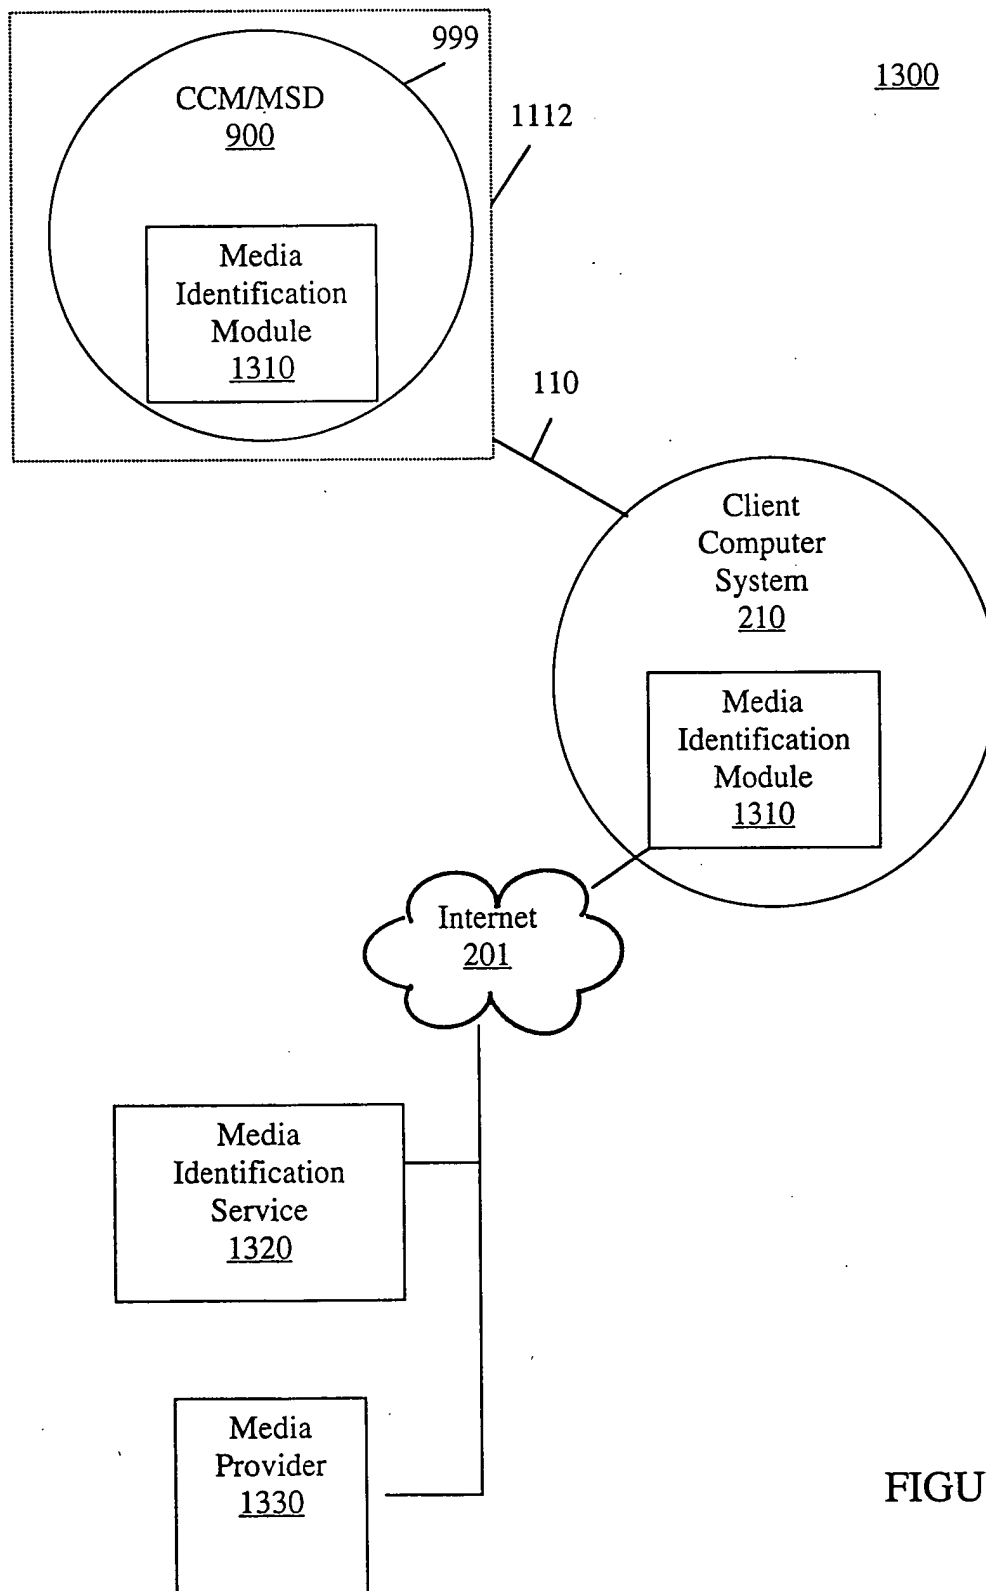 999
1300
CCM/MSD
900
1112
Media
Identification
Module
1310
110
Client
Computer
System
210
Media
Identification
Module
1310
Internet
201
Media
Identification
Service
1320
Media
Provider
1330
FIGU